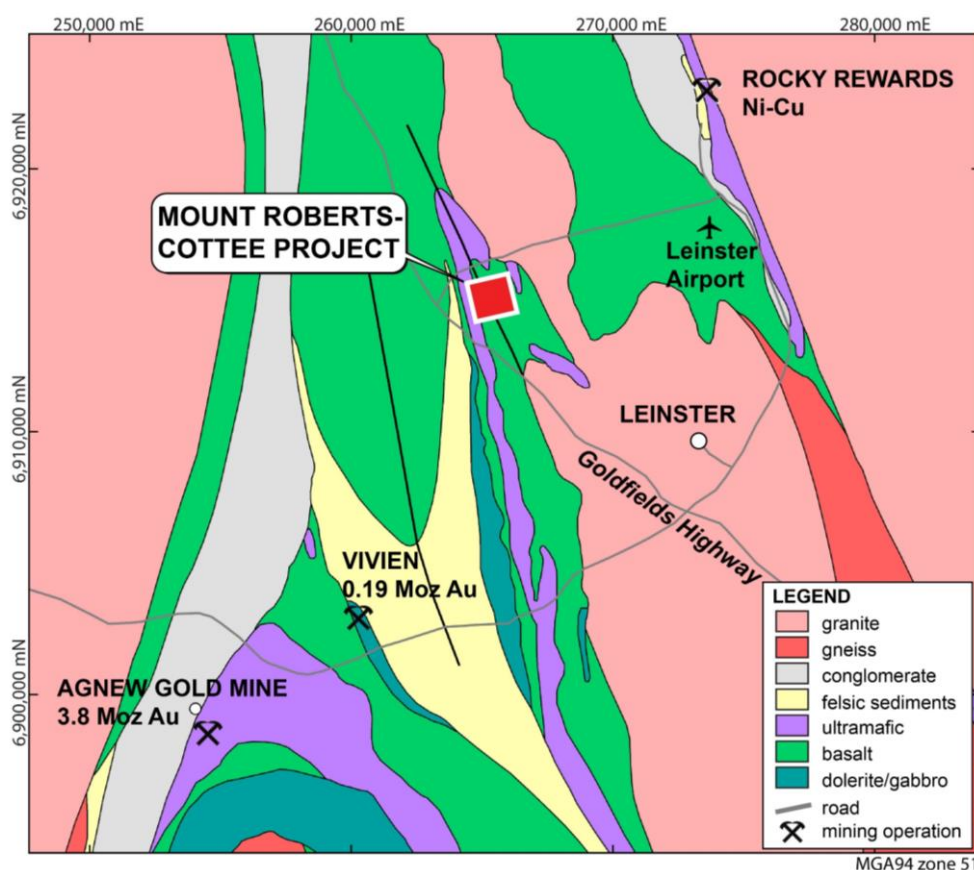 250,000 mE
260,000 mE
270,000 mE
280,000 mE
6,920,000 mN
6,910,000 mN
6,900,000 mN
ROCKY REWARDS
Ni-Cu
MOUNT ROBERTS-
COTTEE PROJECT
Leinster
Airport
LEINSTER
Goldfields Highway
VIVIEN
0.19 Moz Au
AGNEW GOLD MINE
3.8 Moz Au
LEGEND
granite
gneiss
conglomerate
felsic sediments
ultramafic
basalt
dolerite/gabbro
road
mining operation
MGA94 zone 51